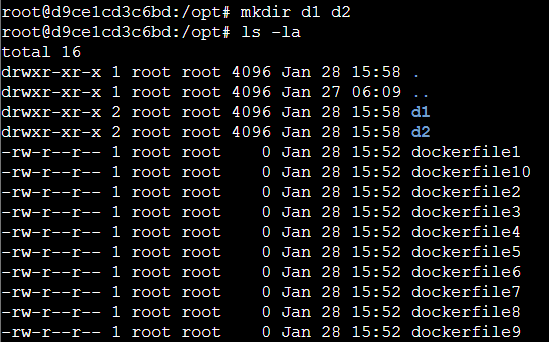 root@d9ce1cd3c6bd:/opt# mkdir d1 d2
root@d9ce1cd3c6bd:/opt# ls -la
total 16
drwxr-xr-x 1 root root 4096 Jan 28 15:58 .
drwxr-xr-x 1 root root 4096 Jan 27 06:09 ..
drwxr-xr-x 2 root root 4096 Jan 28 15:58 d1
drwxr-xr-x 2 root root 4096 Jan 28 15:58 d2
-rw-r--r-- 1 root root    0 Jan 28 15:52 dockerfile1
-rw-r--r-- 1 root root    0 Jan 28 15:52 dockerfile10
-rw-r--r-- 1 root root    0 Jan 28 15:52 dockerfile2
-rw-r--r-- 1 root root    0 Jan 28 15:52 dockerfile3
-rw-r--r-- 1 root root    0 Jan 28 15:52 dockerfile4
-rw-r--r-- 1 root root    0 Jan 28 15:52 dockerfile5
-rw-r--r-- 1 root root    0 Jan 28 15:52 dockerfile6
-rw-r--r-- 1 root root    0 Jan 28 15:52 dockerfile7
-rw-r--r-- 1 root root    0 Jan 28 15:52 dockerfile8
-rw-r--r-- 1 root root    0 Jan 28 15:52 dockerfile9